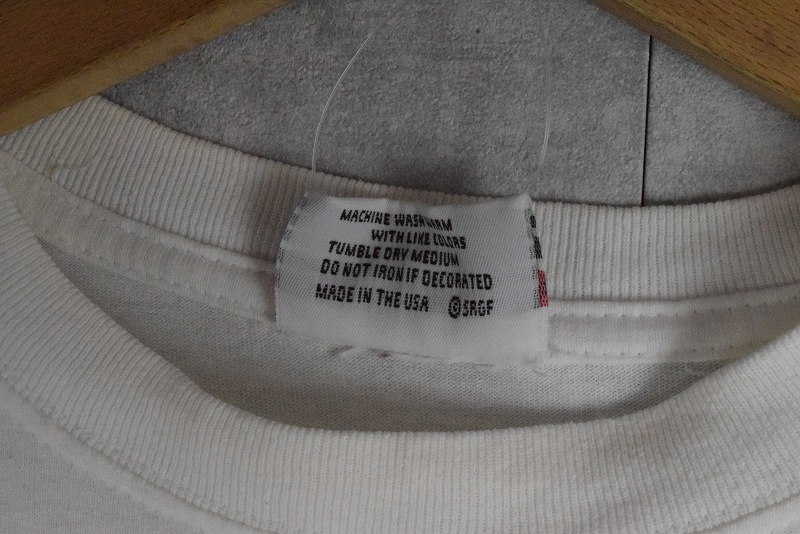 MACHINE WASH WARM
WITH LIKE COLORS
TUMBLE DRY MEDIUM
DO NOT IRON IF DECORATED
MADE IN THE USA ©SRGF